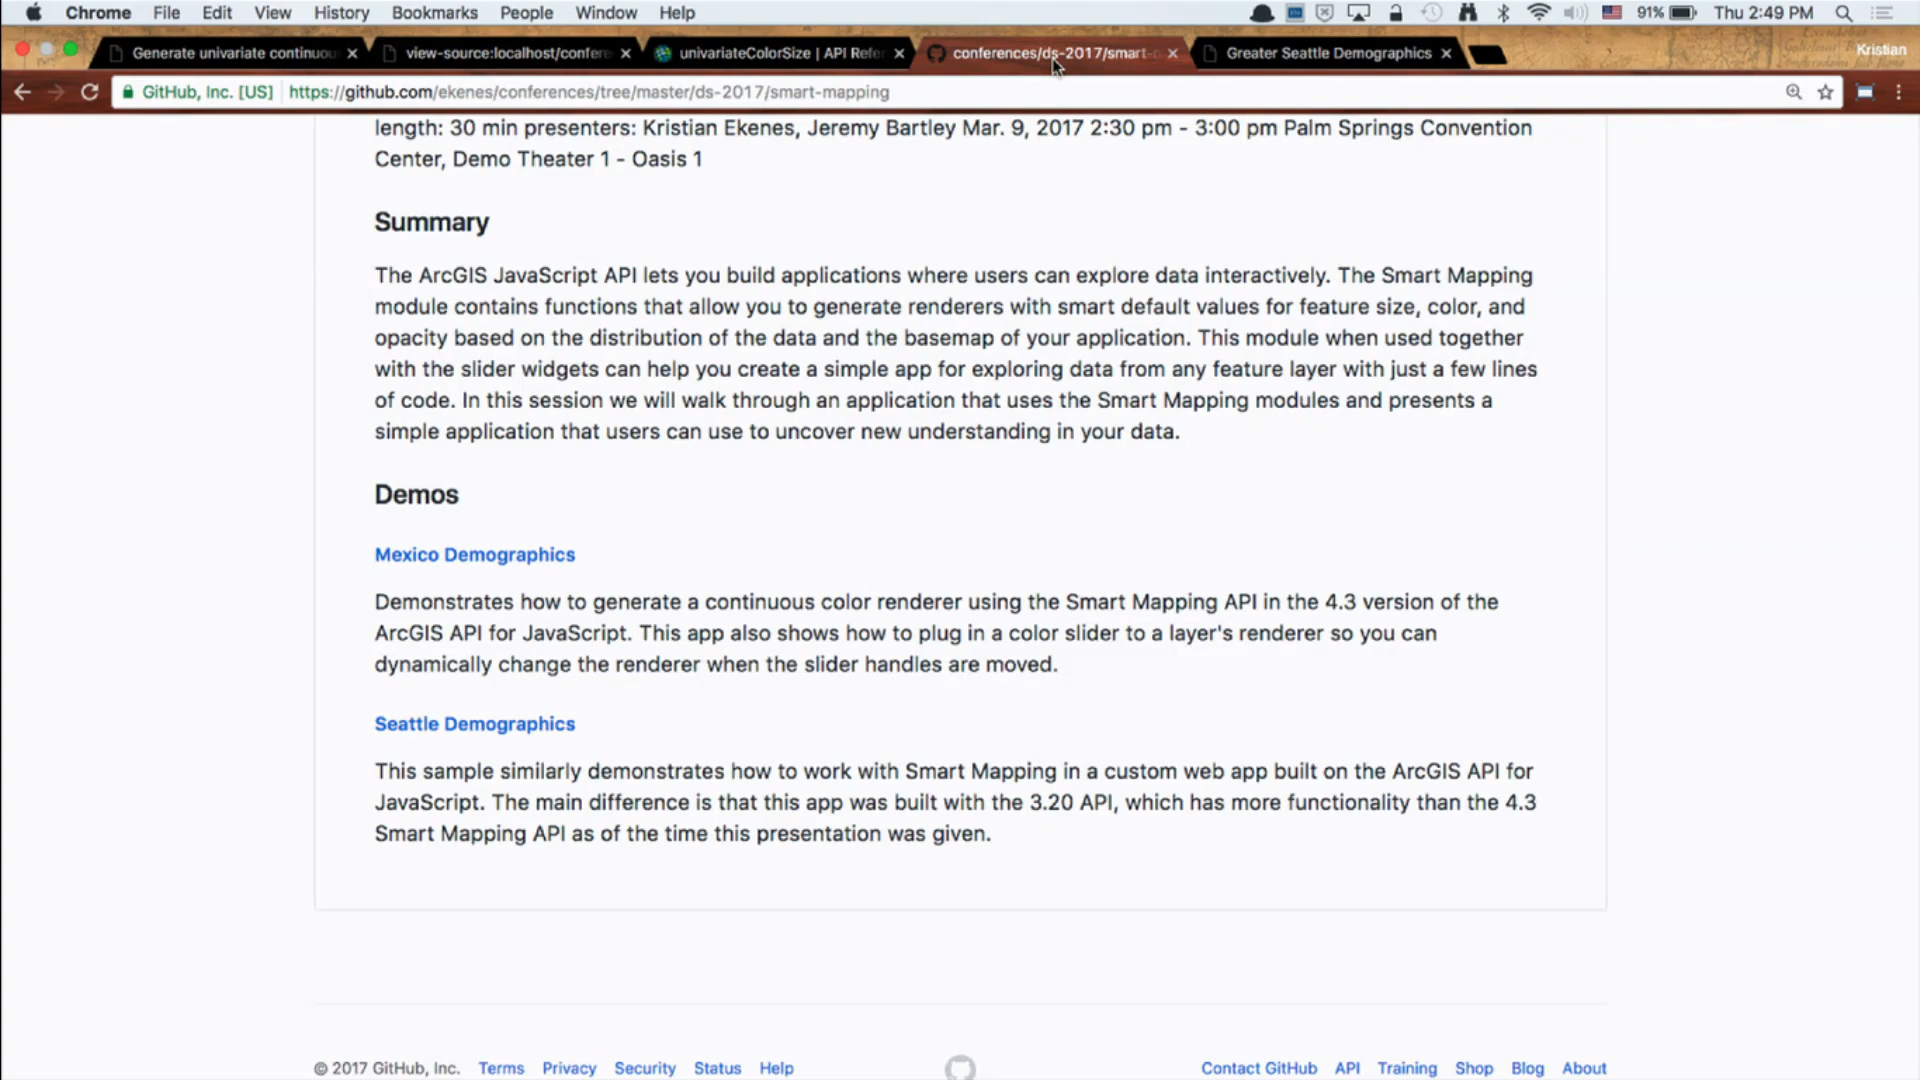 Chrome File Edit View History Bookmarks People Window Help 91% Thu 2:49 PM
Generate univariate continuou view-source:localhost/confere univariateColorSize | API Refer conferences/ds-2017/smart- Greater Seattle Demographics Kristian
GitHub, Inc. [US] https://github.com/ekenes/conferences/tree/master/ds-2017/smart-mapping
length: 30 min presenters: Kristian Ekenes, Jeremy Bartley Mar. 9, 2017 2:30 pm - 3:00 pm Palm Springs Convention
Center, Demo Theater 1 - Oasis 1
Summary
The ArcGIS JavaScript API lets you build applications where users can explore data interactively. The Smart Mapping
module contains functions that allow you to generate renderers with smart default values for feature size, color, and
opacity based on the distribution of the data and the basemap of your application. This module when used together
with the slider widgets can help you create a simple app for exploring data from any feature layer with just a few lines
of code. In this session we will walk through an application that uses the Smart Mapping modules and presents a
simple application that users can use to uncover new understanding in your data.
Demos
Mexico Demographics
Demonstrates how to generate a continuous color renderer using the Smart Mapping API in the 4.3 version of the
ArcGIS API for JavaScript. This app also shows how to plug in a color slider to a layer's renderer so you can
dynamically change the renderer when the slider handles are moved.
Seattle Demographics
This sample similarly demonstrates how to work with Smart Mapping in a custom web app built on the ArcGIS API for
JavaScript. The main difference is that this app was built with the 3.20 API, which has more functionality than the 4.3
Smart Mapping API as of the time this presentation was given.
© 2017 GitHub, Inc. Terms Privacy Security Status Help Contact GitHub API Training Shop Blog About